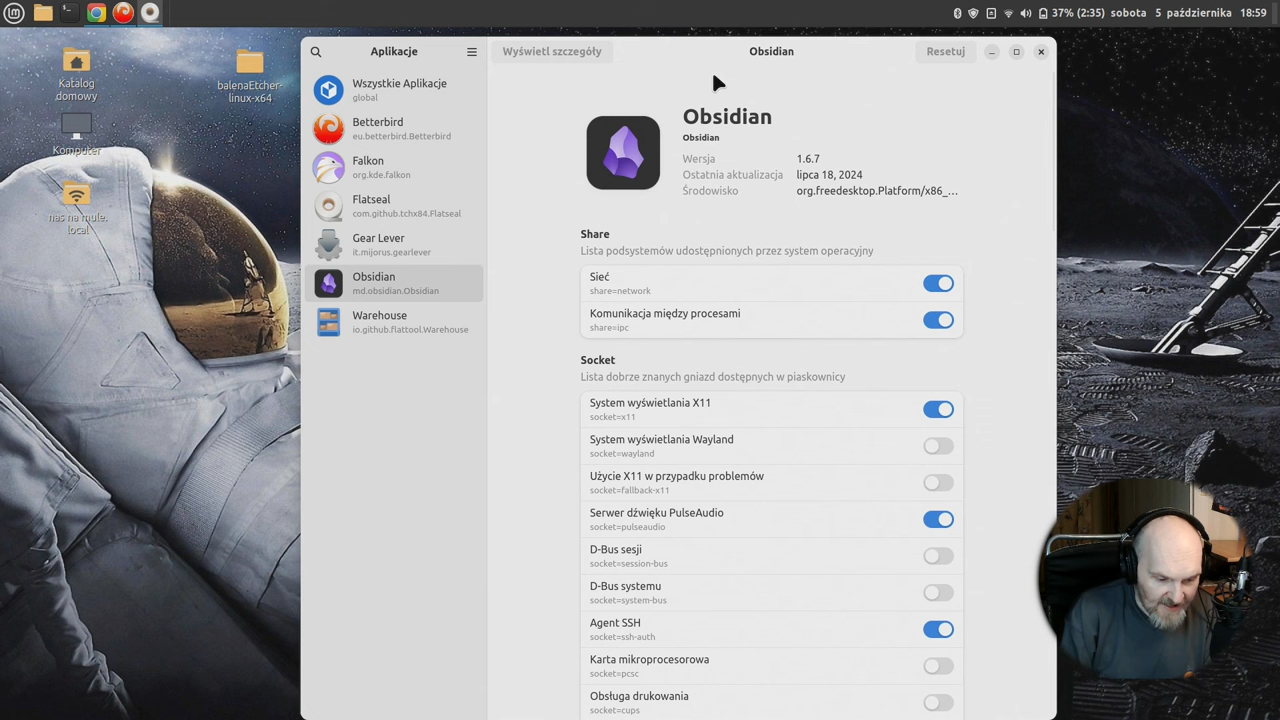 37% (2:35) sobota 5 października 18:59
Katalog
domowy
balenaEtcher-
linux-x64
Komputer
nas na mule.
local
Aplikacje
Wszystkie Aplikacje
global
Betterbird
eu.betterbird.Betterbird
Falkon
org.kde.falkon
Flatseal
com.github.tchx84.Flatseal
Gear Lever
it.mijorus.gearlever
Obsidian
md.obsidian.Obsidian
Warehouse
io.github.flattool.Warehouse
Wyświetl szczegóły
Obsidian
Resetuj
Obsidian
Obsidian
Wersja 1.6.7
Ostatnia aktualizacja lipca 18, 2024
Środowisko org.freedesktop.Platform/x86_…
Share
Lista podsystemów udostępnionych przez system operacyjny
Sieć
share=network
Komunikacja między procesami
share=ipc
Socket
Lista dobrze znanych gniazd dostępnych w piaskownicy
System wyświetlania X11
socket=x11
System wyświetlania Wayland
socket=wayland
Użycie X11 w przypadku problemów
socket=fallback-x11
Serwer dźwięku PulseAudio
socket=pulseaudio
D-Bus sesji
socket=session-bus
D-Bus systemu
socket=system-bus
Agent SSH
socket=ssh-auth
Karta mikroprocesorowa
socket=pcsc
Obsługa drukowania
socket=cups